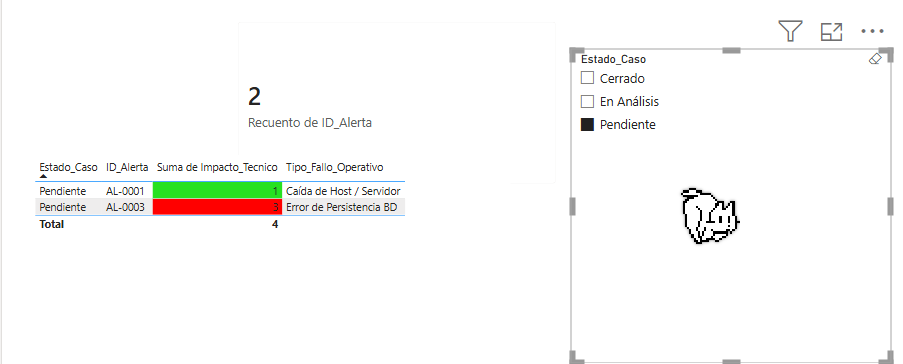 2
Recuento de ID_Alerta
Estado_Caso ID_Alerta Suma de Impacto_Tecnico Tipo_Fallo_Operativo
Pendiente AL-0001 1 Caída de Host / Servidor
Pendiente AL-0003 3 Error de Persistencia BD
Total 4
Estado_Caso
Cerrado
En Análisis
Pendiente